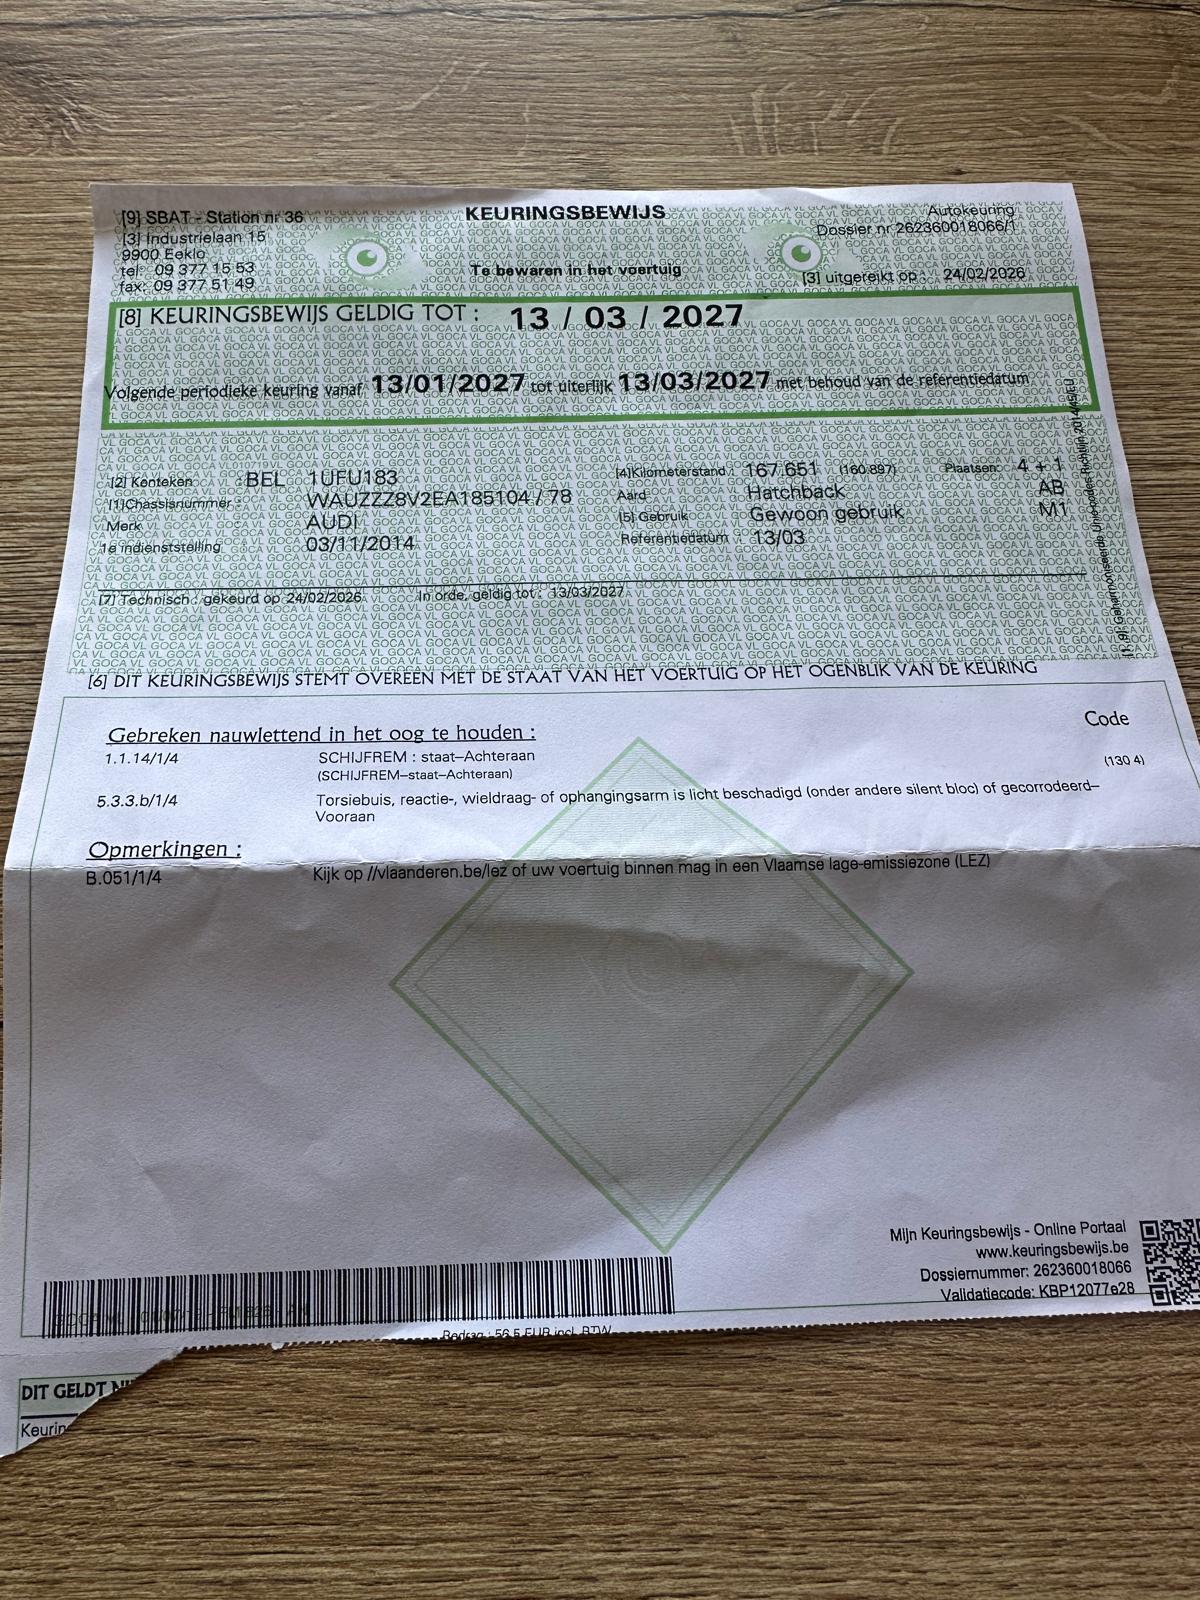 [9] SBAT - Station nr 36
KEURINGSBEWIJS
Autokeuring
[3] Industrielaan 15
Dossier nr 262360018066/1
9900 Eeklo
tel: 09 377 15 53
Te bewaren in het voertuig
[3] uitgereikt op : 24/02/2026
fax: 09 377 51 49
[8] KEURINGSBEWIJS GELDIG TOT : 13 / 03 / 2027
Volgende periodieke keuring vanaf 13/01/2027 tot uiterlijk 13/03/2027 met behoud van de referentiedatum
[2] Kenteken : BEL 1UFU183
[4]Kilometerstand : 167.651 (160.897)
Plaatsen: 4 + 1
[1]Chassisnummer : WAUZZZ8V2EA185104 / 78
Aard : Hatchback
AB
Merk : AUDI
[5] Gebruik : Gewoon gebruik
M1
1e indienststelling : 03/11/2014
Referentiedatum : 13/03
[7] Technisch : gekeurd op 24/02/2026
In orde, geldig tot : 13/03/2027
[6] DIT KEURINGSBEWIJS STEMT OVEREEN MET DE STAAT VAN HET VOERTUIG OP HET OGENBLIK VAN DE KEURING
Gebreken nauwlettend in het oog te houden :
Code
1.1.14/1/4 SCHIJFREM : staat–Achteraan
(SCHIJFREM–staat–Achteraan)
(130 4)
5.3.3.b/1/4 Torsiebuis, reactie-, wieldraag- of ophangingsarm is licht beschadigd (onder andere silent bloc) of gecorrodeerd–
Vooraan
Opmerkingen :
B.051/1/4 Kijk op //vlaanderen.be/lez of uw voertuig binnen mag in een Vlaamse lage-emissiezone (LEZ)
Mijn Keuringsbewijs - Online Portaal
www.keuringsbewijs.be
Dossiernummer: 262360018066
Validatiecode: KBP12077e28
Bedrag : 56.5 EUR incl. BTW
DIT GELDT